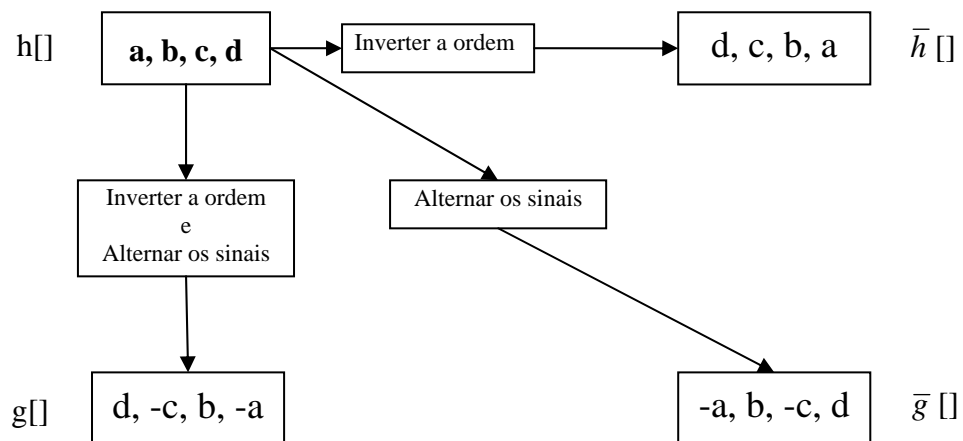 h[]
a, b, c, d
Inverter a ordem
d, c, b, a
h̅ []
Inverter a ordem
e
Alternar os sinais
Alternar os sinais
g[]
d, -c, b, -a
-a, b, -c, d
g̅ []